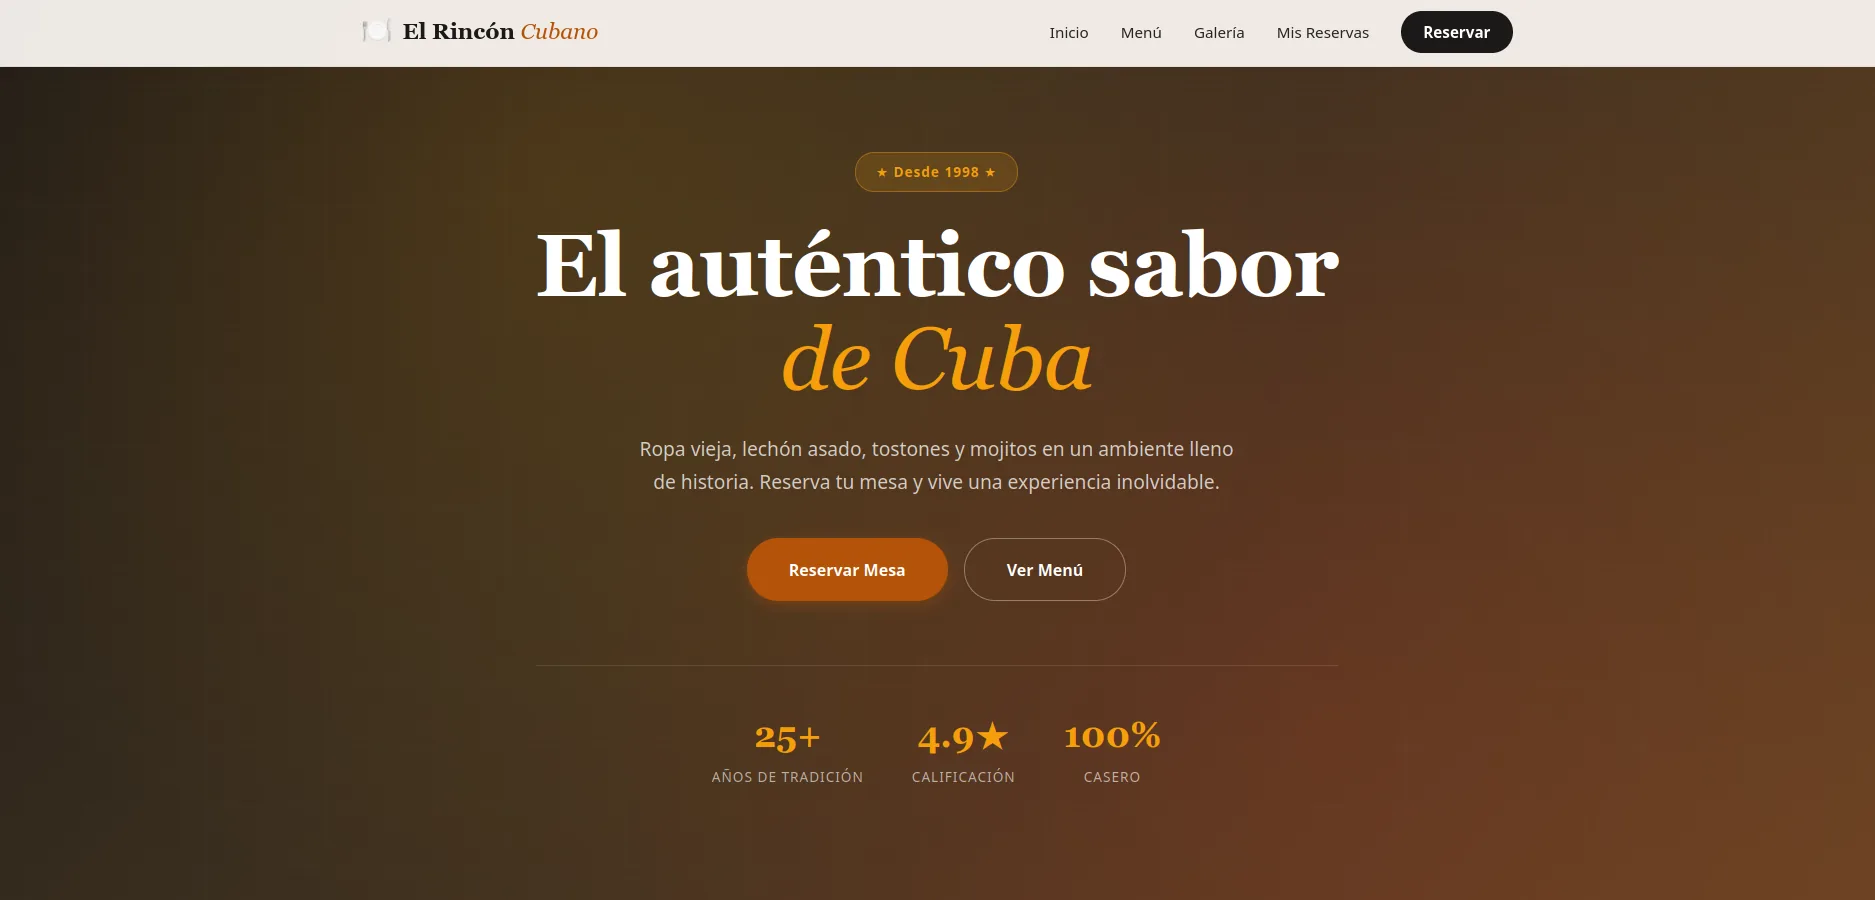 El Rincón Cubano
Inicio Menú Galería Mis Reservas Reservar
★ Desde 1998 ★
El auténtico sabor
de Cuba
Ropa vieja, lechón asado, tostones y mojitos en un ambiente lleno
de historia. Reserva tu mesa y vive una experiencia inolvidable.
Reservar Mesa Ver Menú
25+ 4.9★ 100%
AÑOS DE TRADICIÓN CALIFICACIÓN CASERO